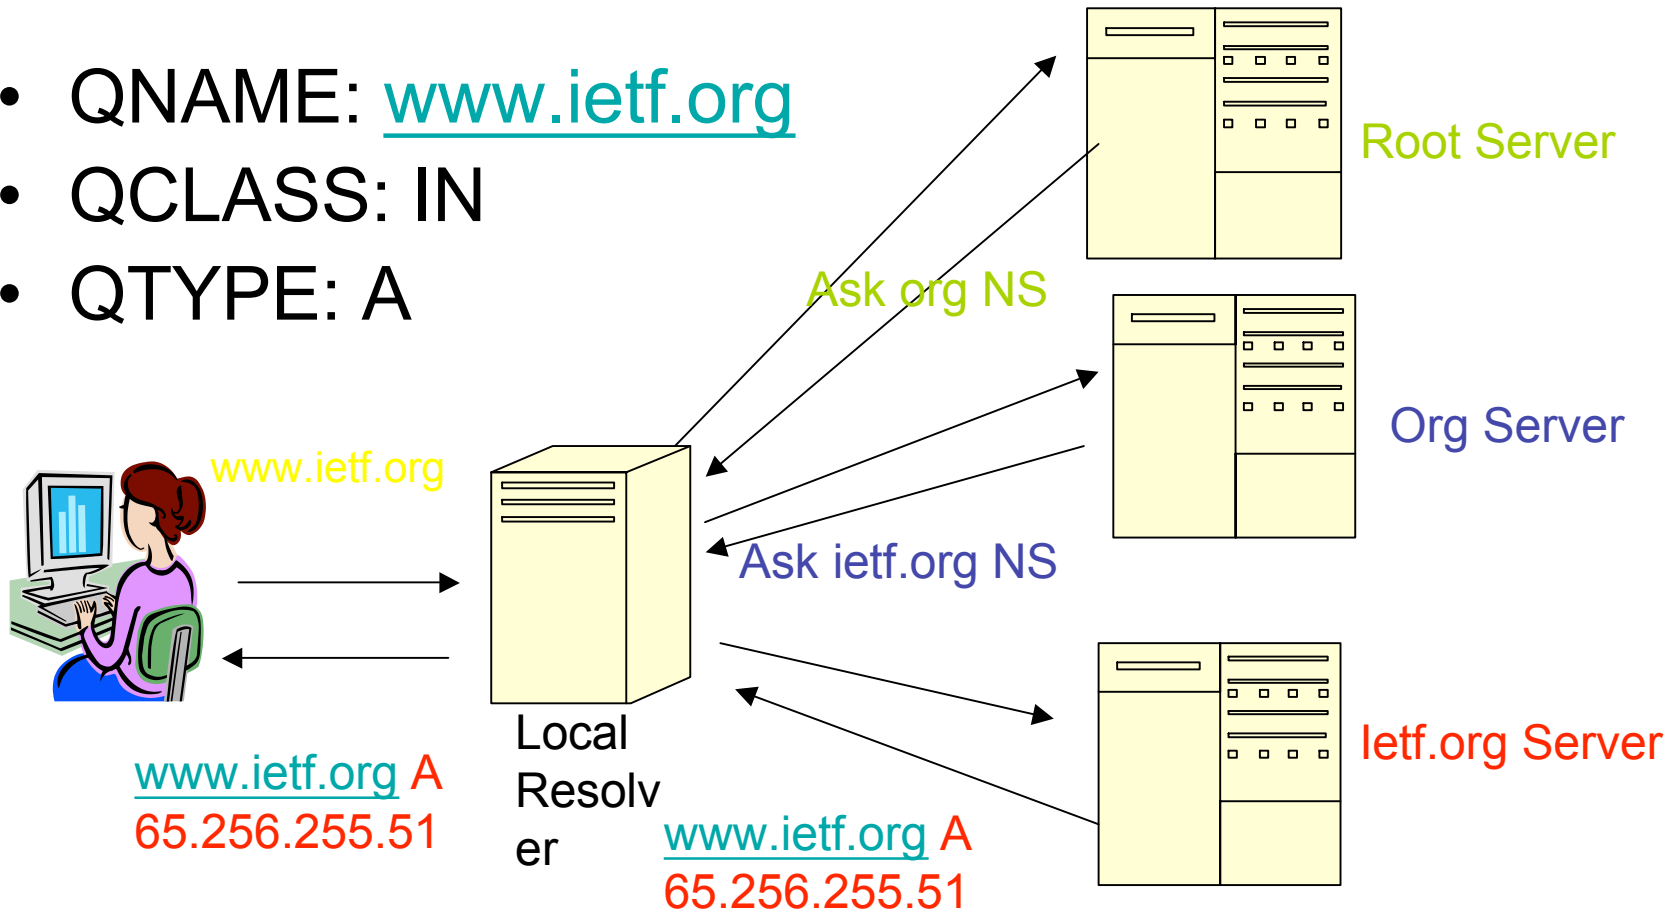 • QNAME: www.ietf.org
• QCLASS: IN
• QTYPE: A
Root Server
Ask org NS
Org Server
www.ietf.org
Ask ietf.org NS
Local
Resolv
er
Ietf.org Server
www.ietf.org A
65.256.255.51
www.ietf.org A
65.256.255.51